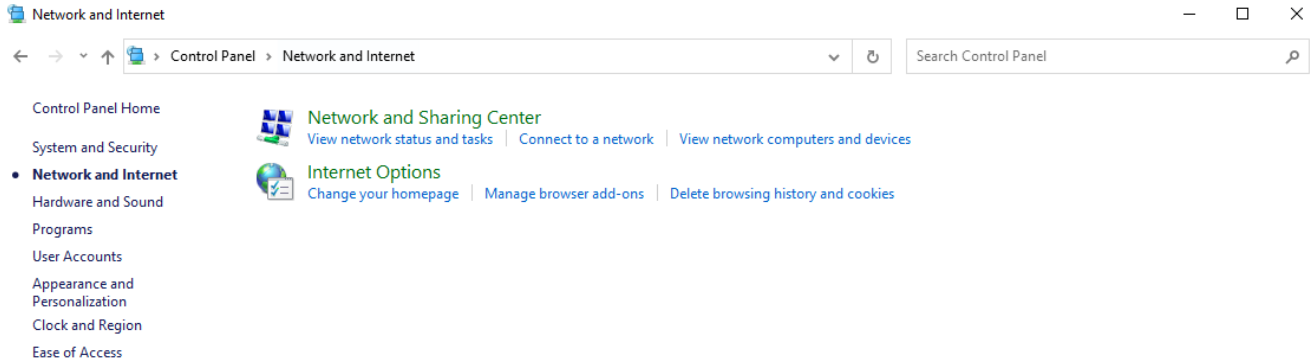 Network and Internet
Control Panel > Network and Internet
Search Control Panel
Control Panel Home
System and Security
Network and Internet
Hardware and Sound
Programs
User Accounts
Appearance and
Personalization
Clock and Region
Ease of Access
Network and Sharing Center
View network status and tasks | Connect to a network | View network computers and devices
Internet Options
Change your homepage | Manage browser add-ons | Delete browsing history and cookies